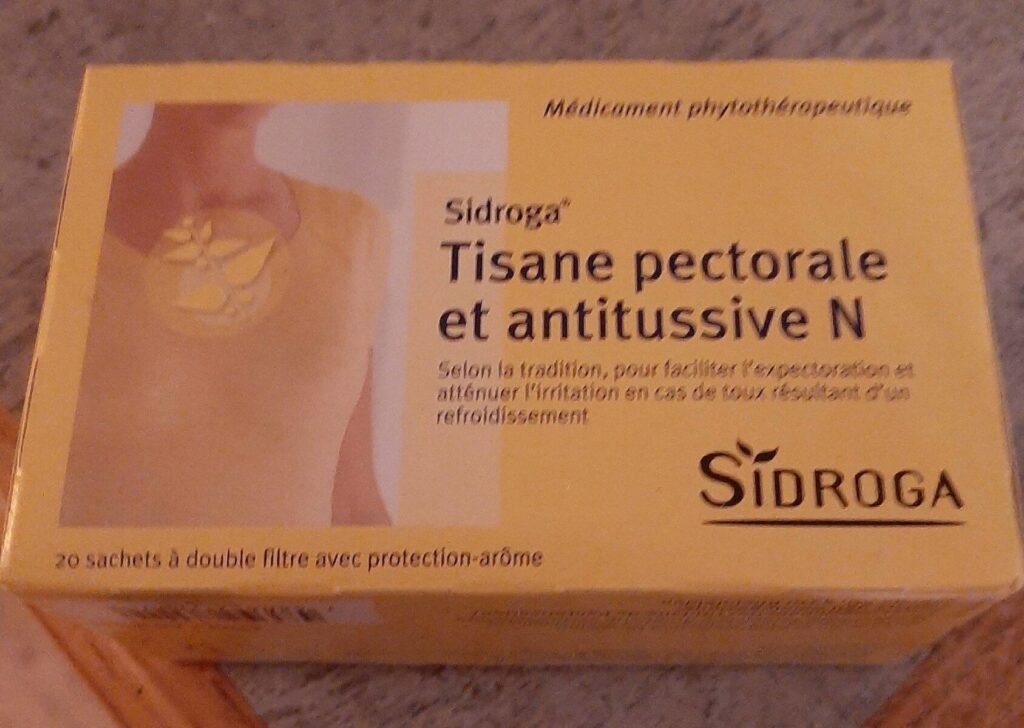 Médicament phytothérapeutique
Sidroga®
Tisane pectorale
et antitussive N
Selon la tradition, pour faciliter l'expectoration et
atténuer l'irritation en cas de toux résultant d'un
refroidissement
SIDROGA
20 sachets à double filtre avec protection-arôme